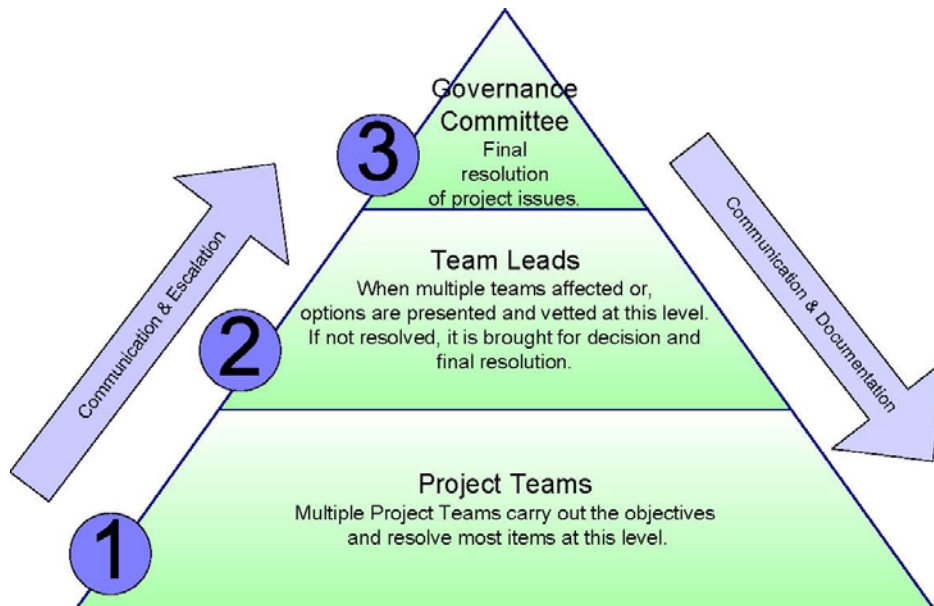 Governance
Committee
Final
resolution
of project issues.
3
Communication & Escalation
Communication & Documentation
Team Leads
When multiple teams affected or,
options are presented and vetted at this level.
If not resolved, it is brought for decision and
final resolution.
2
Project Teams
Multiple Project Teams carry out the objectives
and resolve most items at this level.
1